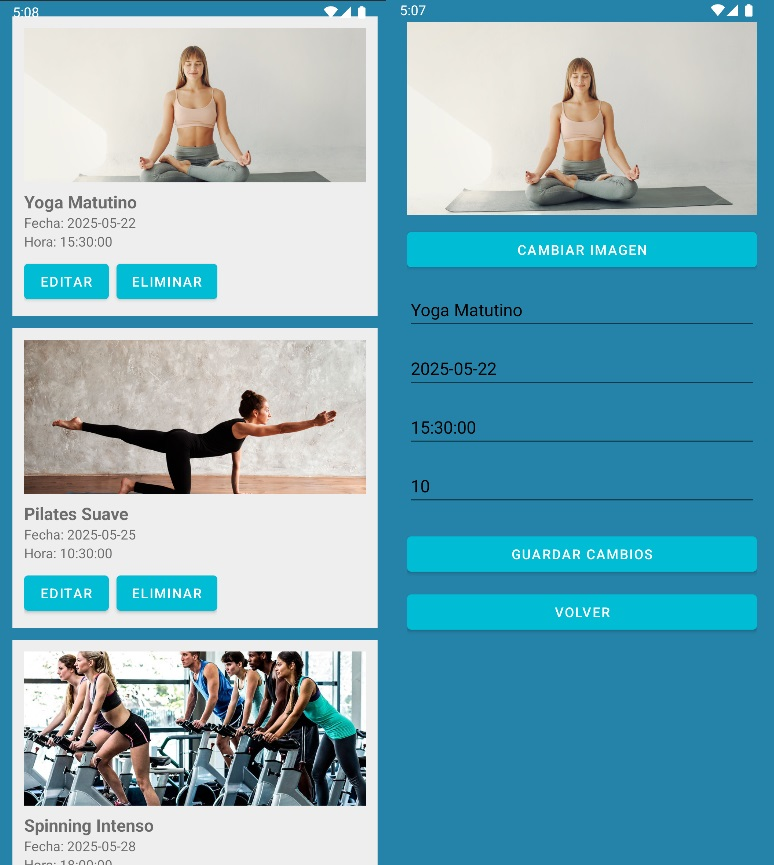 5:08
Yoga Matutino
Fecha: 2025-05-22
Hora: 15:30:00
EDITAR ELIMINAR
Pilates Suave
Fecha: 2025-05-25
Hora: 10:30:00
EDITAR ELIMINAR
Spinning Intenso
Fecha: 2025-05-28
Hora: 18:00:00
5:07
CAMBIAR IMAGEN
Yoga Matutino
2025-05-22
15:30:00
10
GUARDAR CAMBIOS
VOLVER